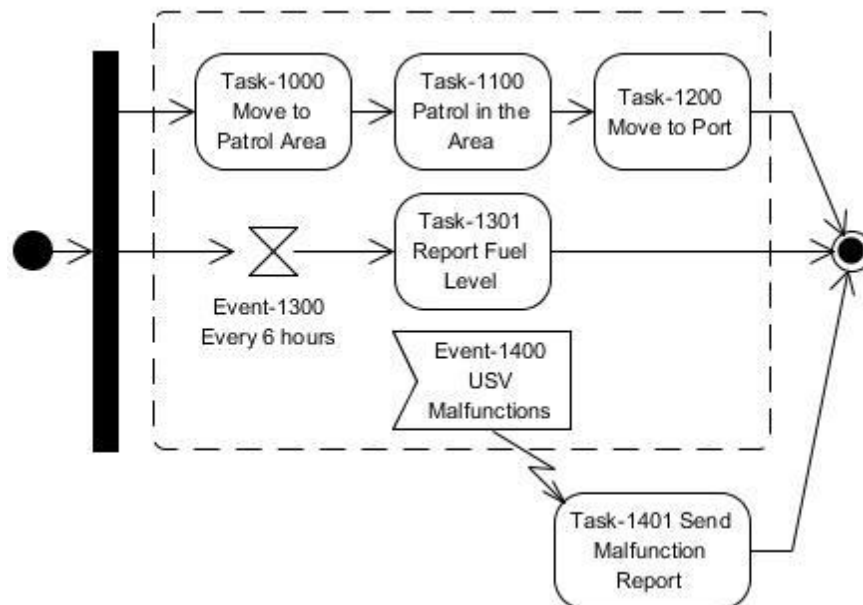 Task-1000
Move to
Patrol Area
Task-1100
Patrol in the
Area
Task-1200
Move to Port
Task-1301
Report Fuel
Level
Event-1300
Every 6 hours
Event-1400
USV
Malfunctions
Task-1401 Send
Malfunction
Report